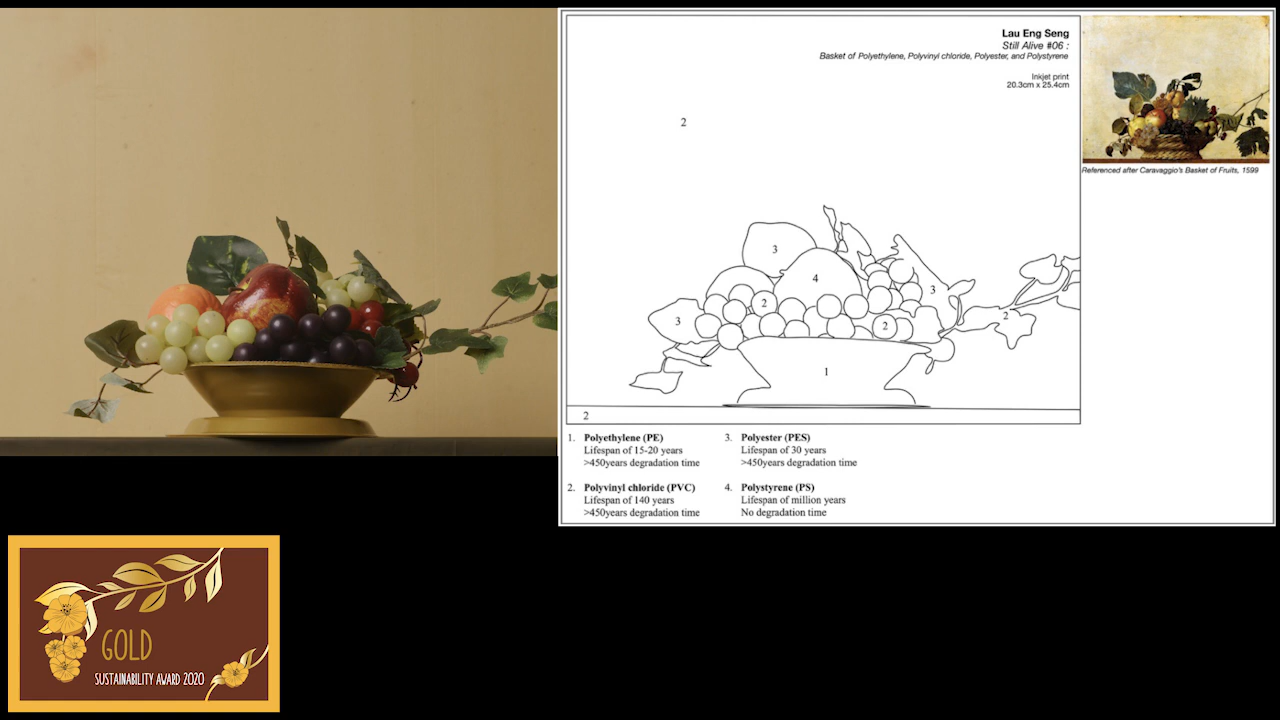 Lau Eng Seng
Still Alive #06 :
Basket of Polyethylene, Polyvinyl chloride, Polyester, and Polystyrene
Inkjet print
20.3cm x 25.4cm
Referenced after Caravaggio's Basket of Fruits, 1599
2
3
4
3
2
3
2
2
1
2
1. Polyethylene (PE)
Lifespan of 15-20 years
>450years degradation time
2. Polyvinyl chloride (PVC)
Lifespan of 140 years
>450years degradation time
3. Polyester (PES)
Lifespan of 30 years
>450years degradation time
4. Polystyrene (PS)
Lifespan of million years
No degradation time
GOLD
SUSTAINABILITY AWARD 2020